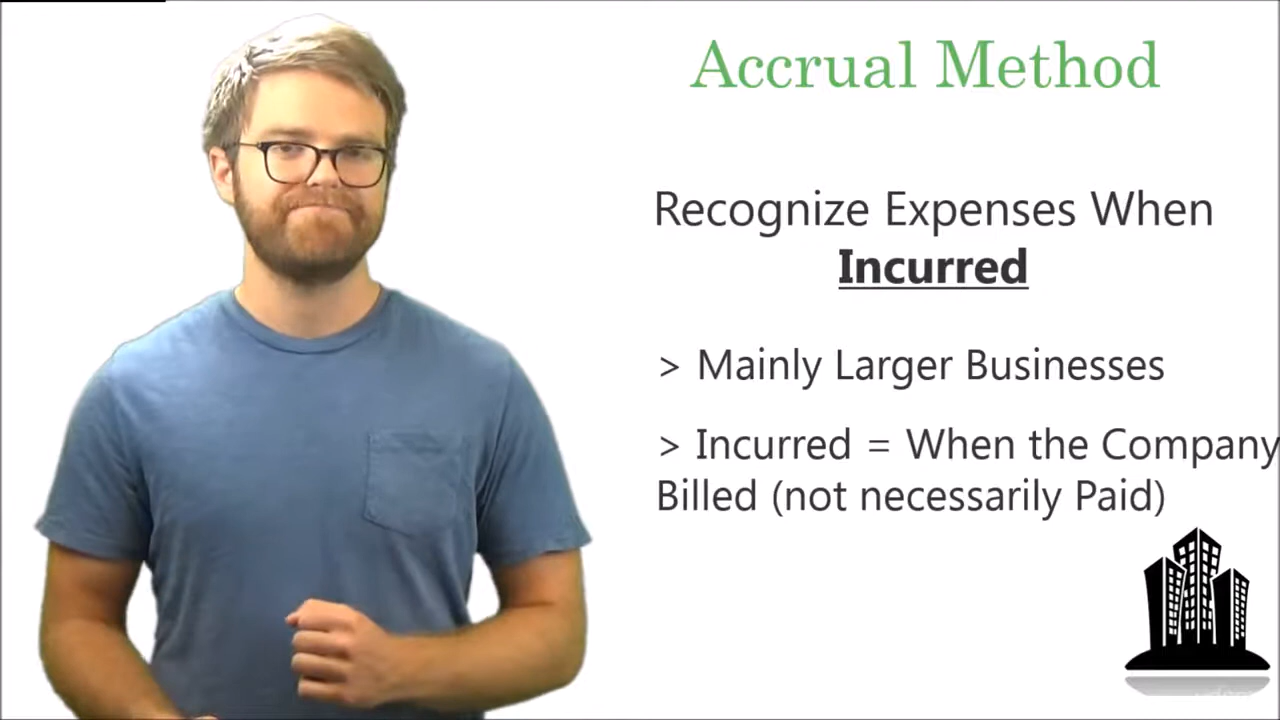 Accrual Method
Recognize Expenses When
Incurred
> Mainly Larger Businesses
> Incurred = When the Company
Billed (not necessarily Paid)